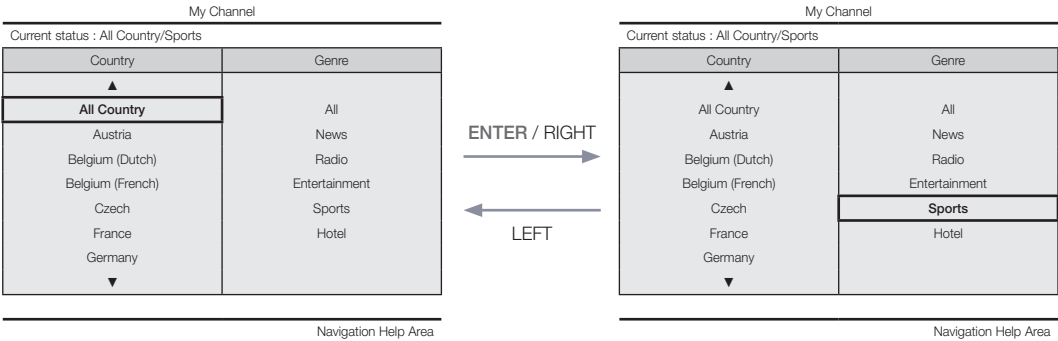 My Channel
Current status : All Country/Sports
Country Genre
▲
All Country All
Austria News
Belgium (Dutch) Radio
Belgium (French) Entertainment
Czech Sports
France Hotel
Germany
▼
Navigation Help Area
ENTER / RIGHT
LEFT
My Channel
Current status : All Country/Sports
Country Genre
▲
All Country All
Austria News
Belgium (Dutch) Radio
Belgium (French) Entertainment
Czech Sports
France Hotel
Germany
▼
Navigation Help Area